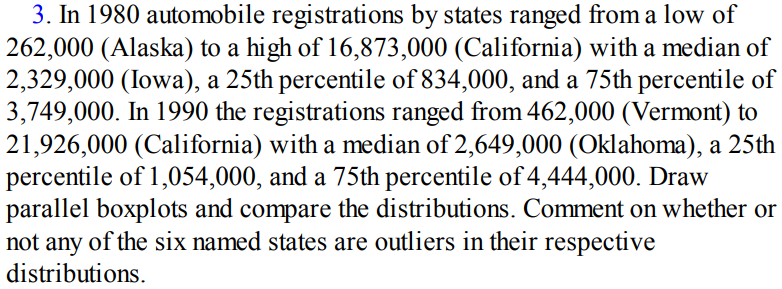 3. In 1980 automobile registrations by states ranged from a low of
262,000 (Alaska) to a high of 16,873,000 (California) with a median of
2,329,000 (Iowa), a 25th percentile of 834,000, and a 75th percentile of
3,749,000. In 1990 the registrations ranged from 462,000 (Vermont) to
21,926,000 (California) with a median of 2,649,000 (Oklahoma), a 25th
percentile of 1,054,000, and a 75th percentile of 4,444,000. Draw
parallel boxplots and compare the distributions. Comment on whether or
not any of the six named states are outliers in their respective
distributions.